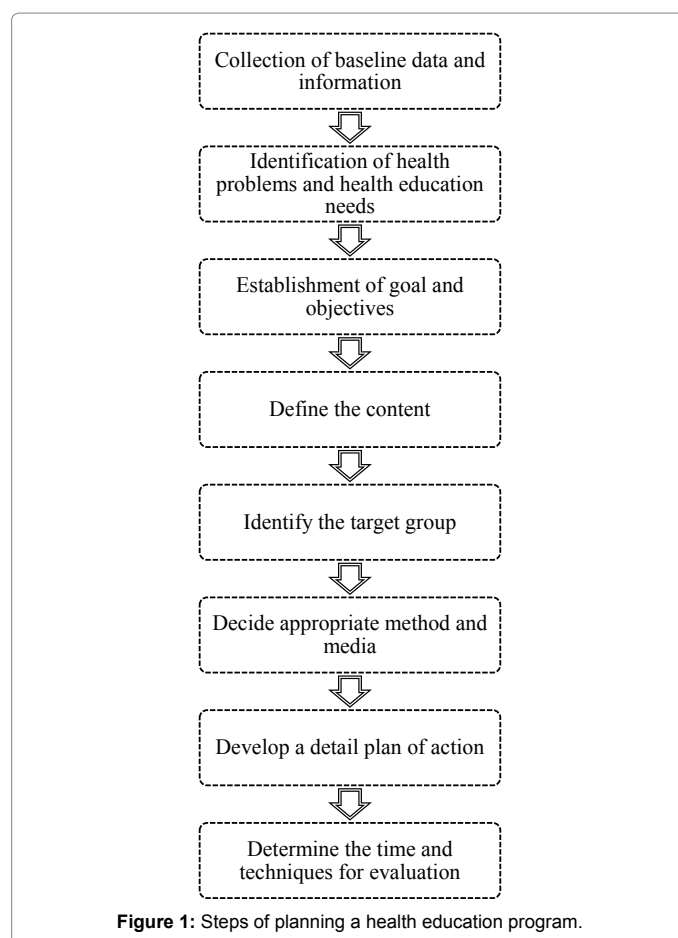 Collection of baseline data and
information
Identification of health
problems and health education
needs
Establishment of goal and
objectives
Define the content
Identify the target group
Decide appropriate method and
media
Develop a detail plan of action
Determine the time and
techniques for evaluation
Figure 1: Steps of planning a health education program.